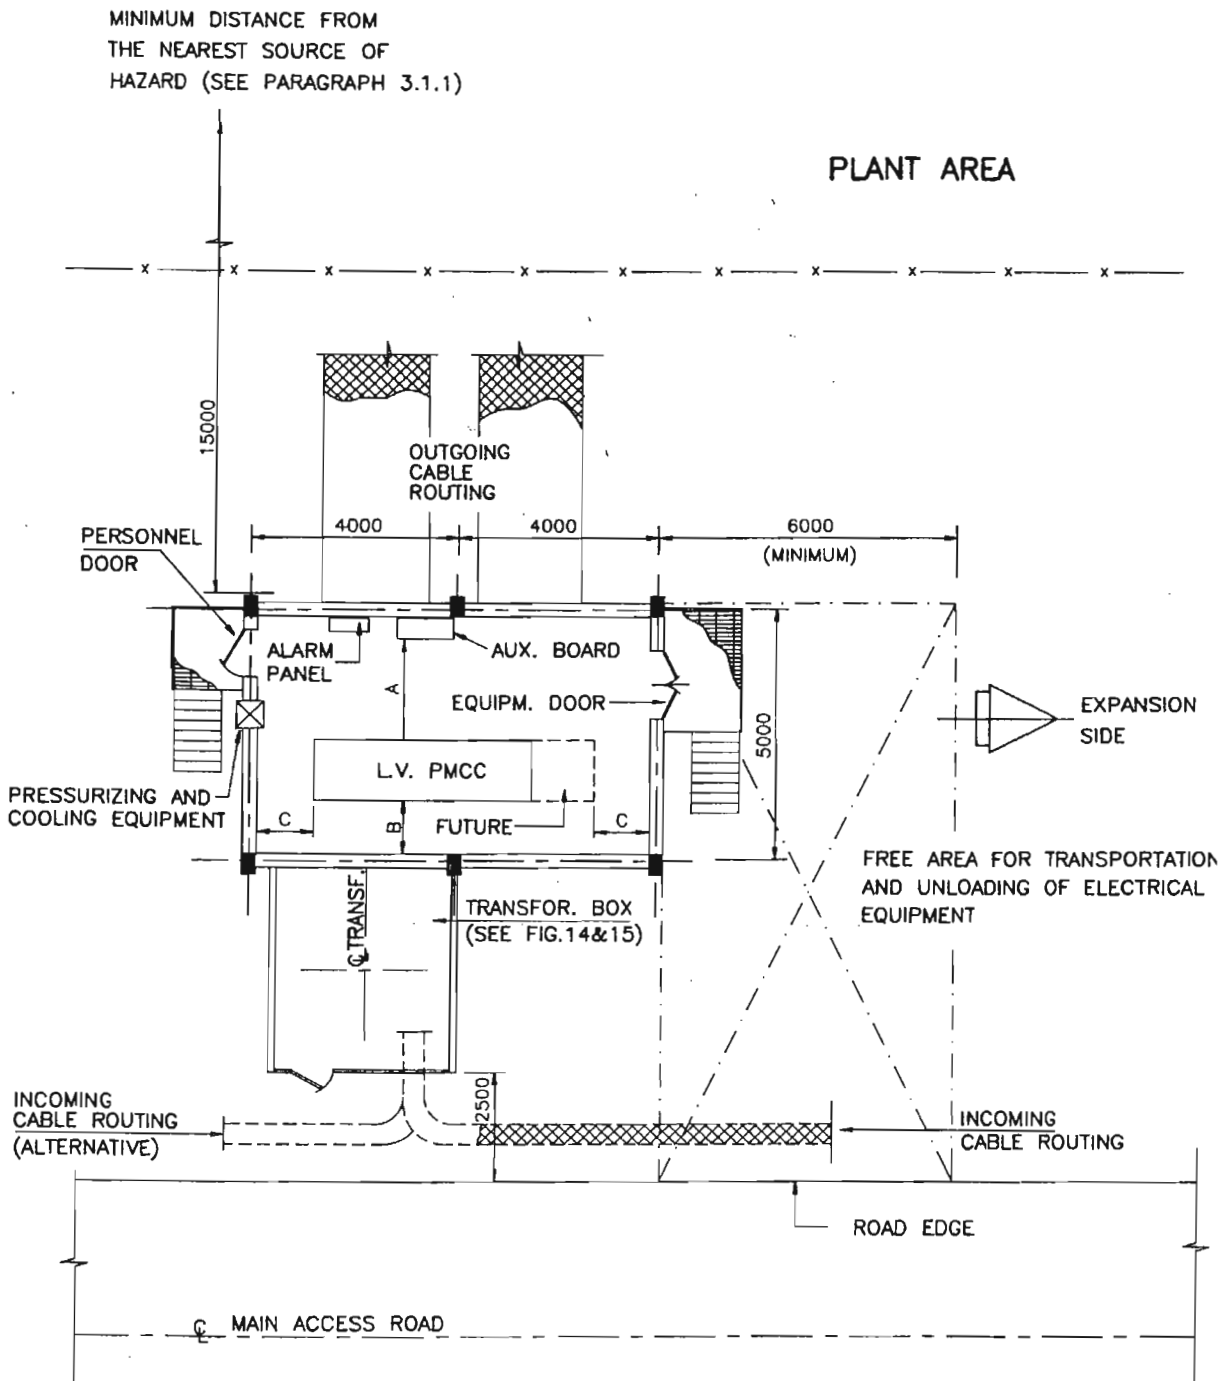 MINIMUM DISTANCE FROM
THE NEAREST SOURCE OF
HAZARD (SEE PARAGRAPH 3.1.1)
PLANT AREA
x x x x x x x x x x x
15000
OUTGOING
CABLE
ROUTING
4000 4000 6000
(MINIMUM)
PERSONNEL
DOOR
ALARM
PANEL
AUX. BOARD
A
EQUIPM. DOOR
5000
EXPANSION
SIDE
L.V. PMCC
PRESSURIZING AND
COOLING EQUIPMENT
C
B
FUTURE
C
FREE AREA FOR TRANSPORTATION
AND UNLOADING OF ELECTRICAL
EQUIPMENT
℄ TRANSF.
TRANSFOR. BOX
(SEE FIG.14&15)
2500
INCOMING
CABLE ROUTING
(ALTERNATIVE)
INCOMING
CABLE ROUTING
ROAD EDGE
℄ MAIN ACCESS ROAD